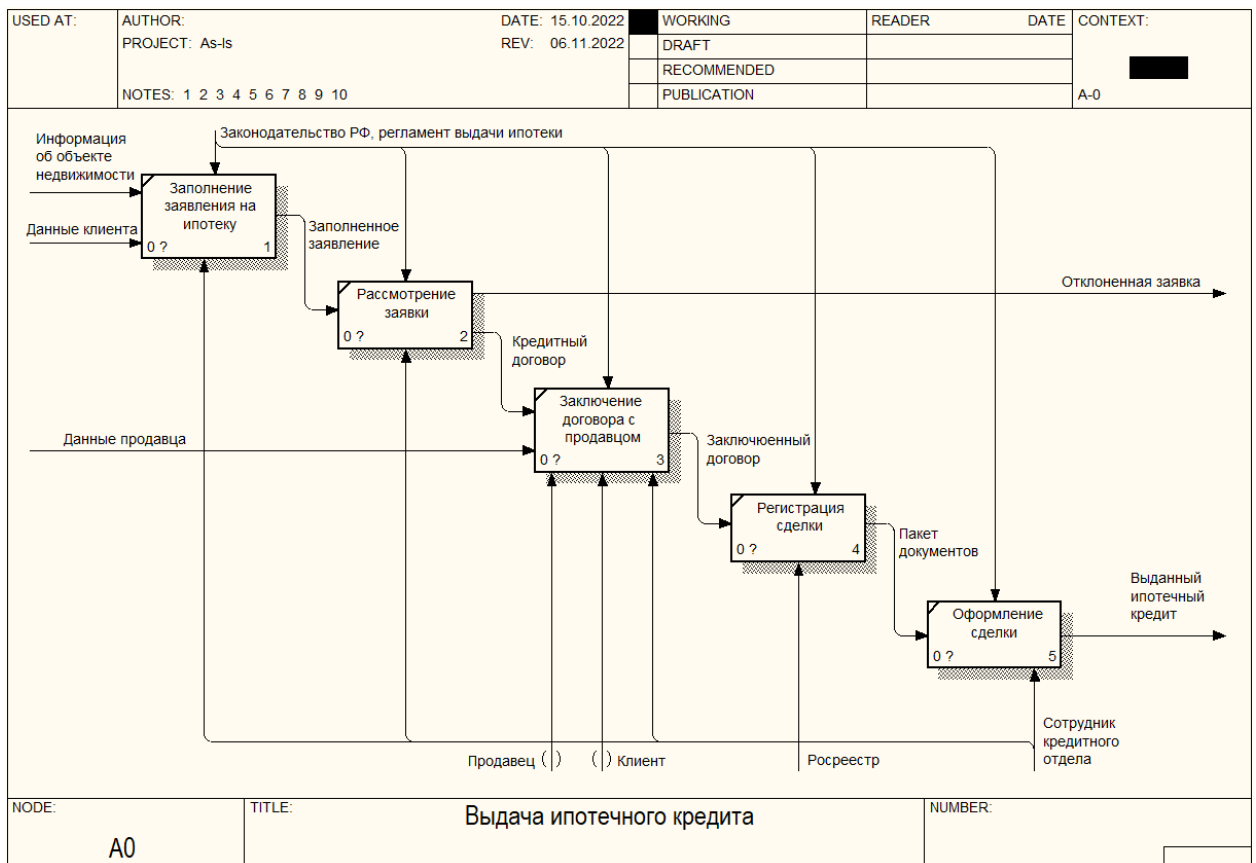 USED AT:
AUTHOR:
DATE: 15.10.2022
PROJECT: As-Is
REV: 06.11.2022
NOTES: 1 2 3 4 5 6 7 8 9 10
WORKING
DRAFT
RECOMMENDED
PUBLICATION
READER
DATE
CONTEXT:
A-0
Законодательство РФ, регламент выдачи ипотеки
Информация
об объекте
недвижимости
Данные клиента
Заполнение
заявления на
ипотеку
0 ?
1
Заполненное
заявление
Рассмотрение
заявки
0 ?
2
Отклоненная заявка
Кредитный
договор
Данные продавца
Заключение
договора с
продавцом
0 ?
3
Заключюенный
договор
Регистрация
сделки
0 ?
4
Пакет
документов
Оформление
сделки
0 ?
5
Выданный
ипотечный
кредит
Продавец ( )
( ) Клиент
Росреестр
Сотрудник
кредитного
отдела
NODE:
A0
TITLE:
Выдача ипотечного кредита
NUMBER: